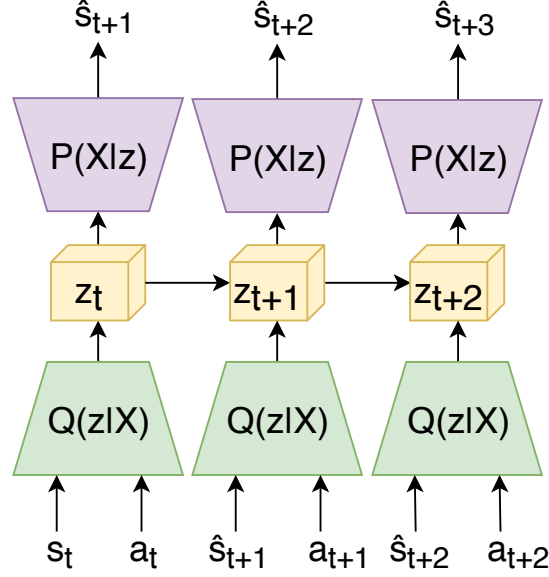 ŝt+1 ŝt+2 ŝt+3
P(X|z) P(X|z) P(X|z)
zt zt+1 zt+2
Q(z|X) Q(z|X) Q(z|X)
st at ŝt+1 at+1 ŝt+2 at+2